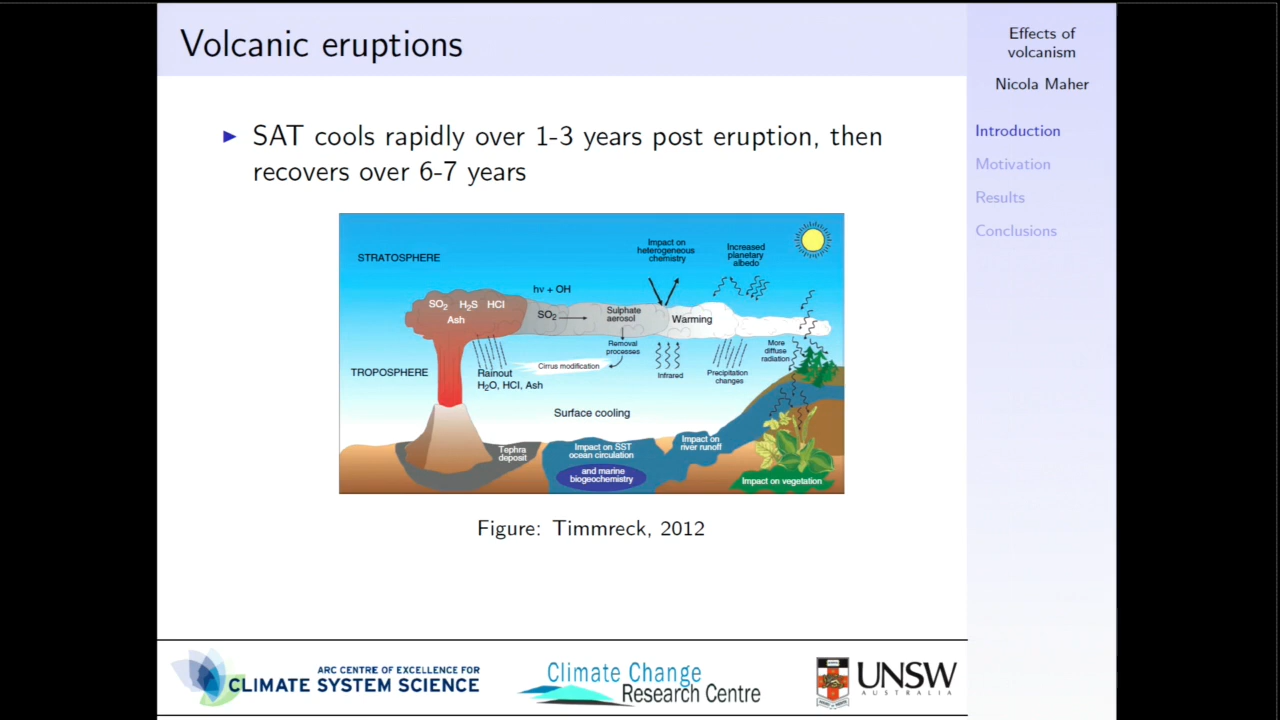 Volcanic eruptions
SAT cools rapidly over 1-3 years post eruption, then
recovers over 6-7 years
STRATOSPHERE
Impact on
heterogeneous
chemistry
Increased
planetary
albedo
hν + OH
SO2 H2S HCl
Ash
SO2
Sulphate
aerosol
Warming
Removal
processes
More
diffuse
radiation
Cirrus modification
Infrared
Precipitation
changes
TROPOSPHERE
Rainout
H2O, HCl, Ash
Surface cooling
Tephra
deposit
Impact on SST
ocean circulation
and marine
biogeochemistry
Impact on
river runoff
Impact on vegetation
Figure: Timmreck, 2012
Effects of
volcanism
Nicola Maher
Introduction
Motivation
Results
Conclusions
ARC CENTRE OF EXCELLENCE FOR
CLIMATE SYSTEM SCIENCE
Climate Change
Research Centre
UNSW
AUSTRALIA